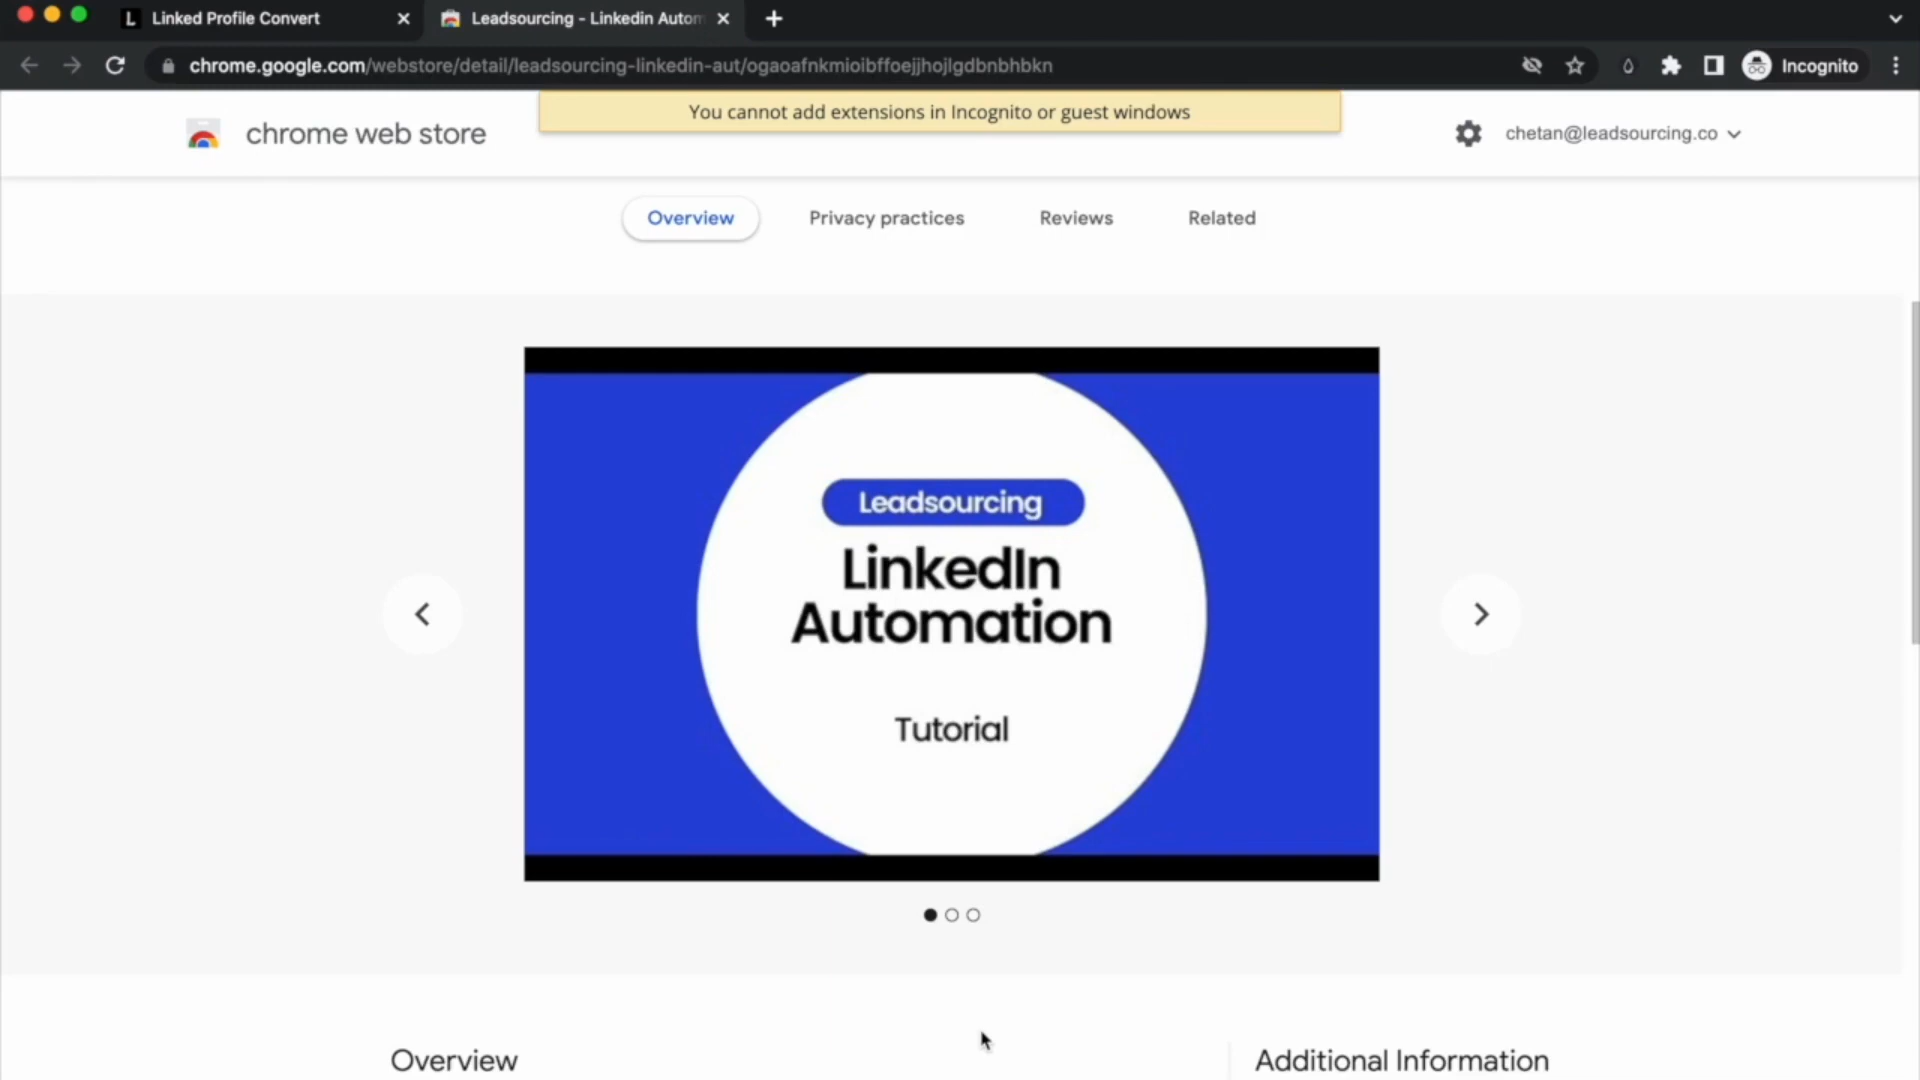 L Linked Profile Convert
Leadsourcing - Linkedin Autom
chrome.google.com/webstore/detail/leadsourcing-linkedin-aut/ogaoafnkmioibffoejjhojlgdbnbhbkn
Incognito
You cannot add extensions in Incognito or guest windows
chrome web store
chetan@leadsourcing.co
Overview
Privacy practices
Reviews
Related
Leadsourcing
LinkedIn
Automation
Tutorial
Overview
Additional Information